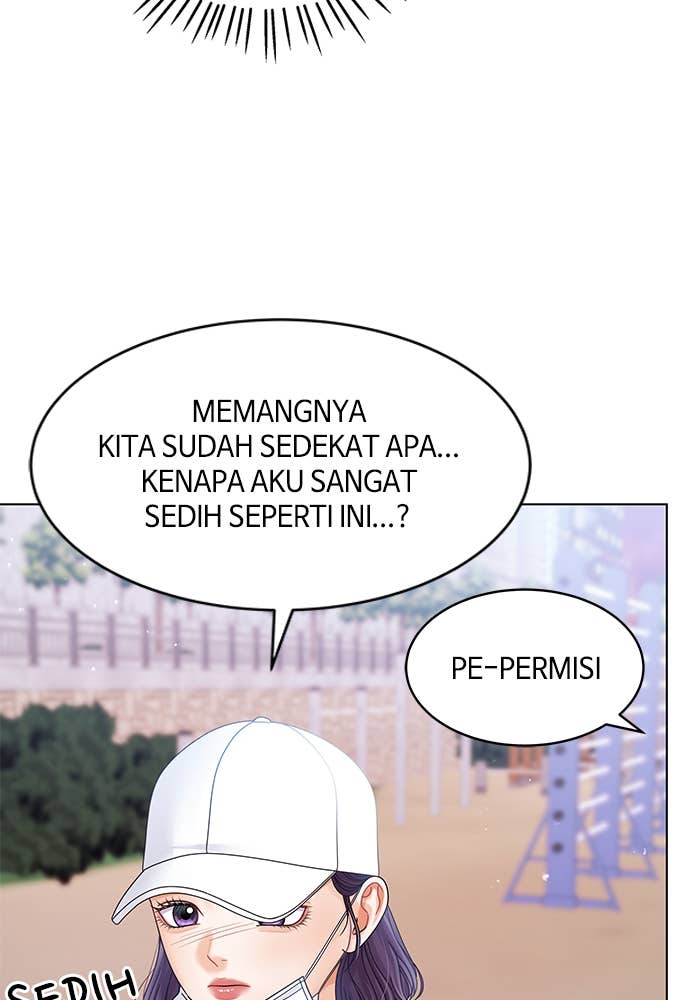 MEMANGNYA
KITA SUDAH SEDEKAT APA...
KENAPA AKU SANGAT
SEDIH SEPERTI INI...?
PE-PERMISI
SEDIH